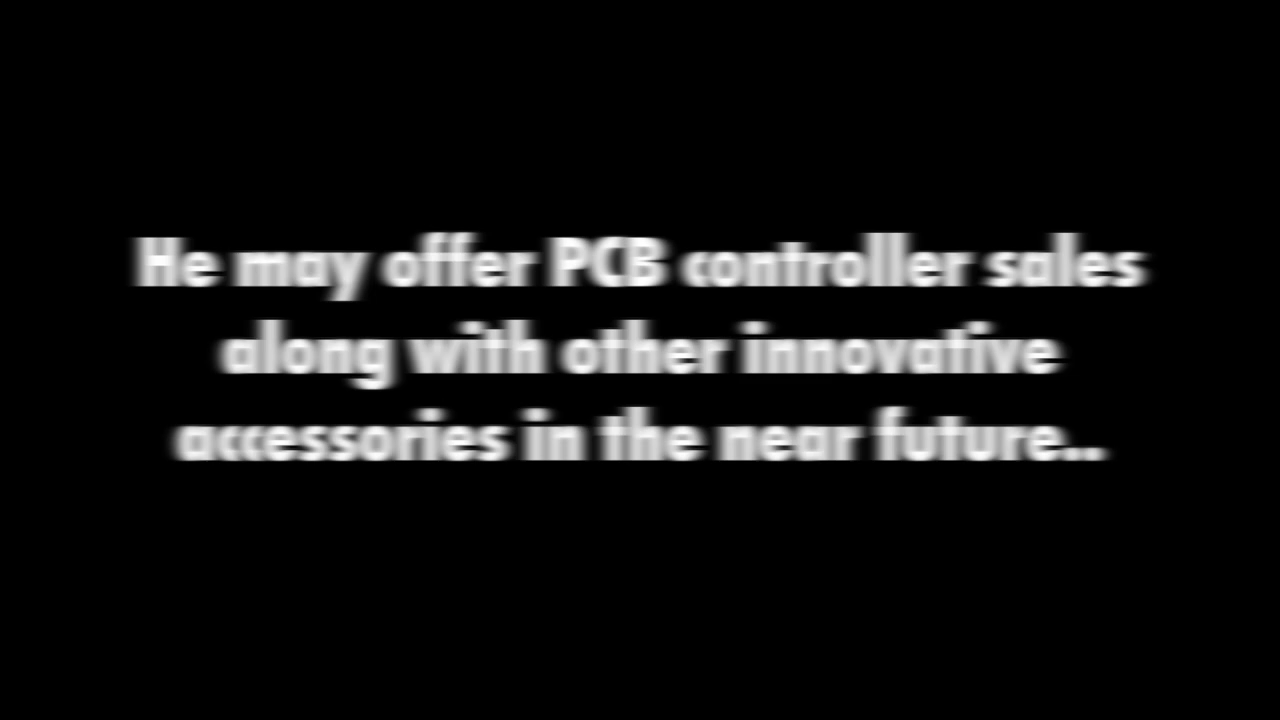 He may offer PCB controller sales
along with other innovative
accessories in the near future..